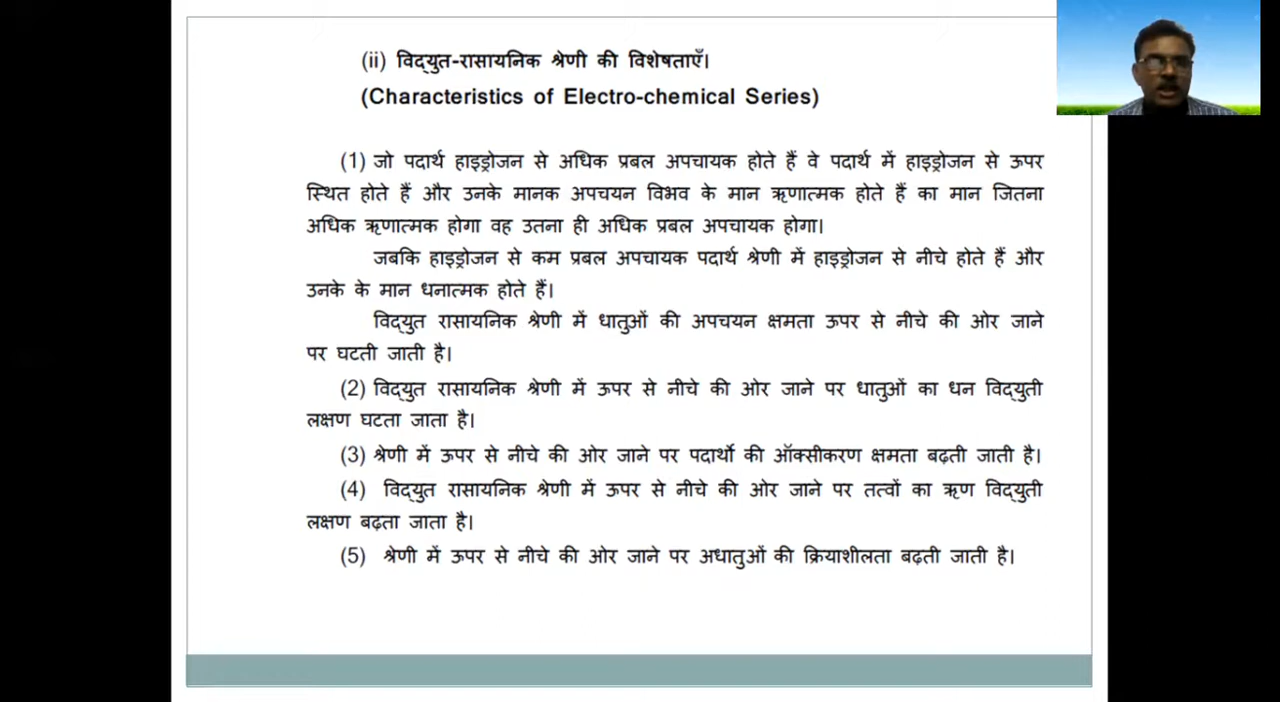 (ii) विद्युत-रासायनिक श्रेणी की विशेषताएँ।
(Characteristics of Electro-chemical Series)
(1) जो पदार्थ हाइड्रोजन से अधिक प्रबल अपचायक होते हैं वे पदार्थ में हाइड्रोजन से ऊपर
स्थित होते हैं और उनके मानक अपचयन विभव के मान ऋणात्मक होते हैं का मान जितना
अधिक ऋणात्मक होगा वह उतना ही अधिक प्रबल अपचायक होगा।
जबकि हाइड्रोजन से कम प्रबल अपचायक पदार्थ श्रेणी में हाइड्रोजन से नीचे होते हैं और
उनके के मान धनात्मक होते हैं।
विद्युत रासायनिक श्रेणी में धातुओं की अपचयन क्षमता ऊपर से नीचे की ओर जाने
पर घटती जाती है।
(2) विद्युत रासायनिक श्रेणी में ऊपर से नीचे की ओर जाने पर धातुओं का धन विद्युती
लक्षण घटता जाता है।
(3) श्रेणी में ऊपर से नीचे की ओर जाने पर पदार्थो की ऑक्सीकरण क्षमता बढ़ती जाती है।
(4) विद्युत रासायनिक श्रेणी में ऊपर से नीचे की ओर जाने पर तत्वों का ऋण विद्युती
लक्षण बढ़ता जाता है।
(5) श्रेणी में ऊपर से नीचे की ओर जाने पर अधातुओं की क्रियाशीलता बढ़ती जाती है।